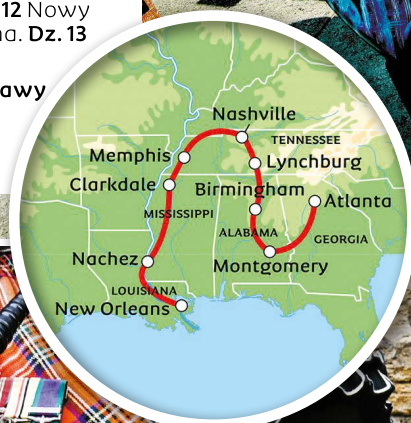 12 Nowy
na. Dz. 13
awy
Nashville
TENNESSEE
Memphis
Lynchburg
Clarkdale
Birmingham
Atlanta
MISSISSIPPI
ALABAMA
GEORGIA
Nachez
Montgomery
LOUISIANA
New Orleans